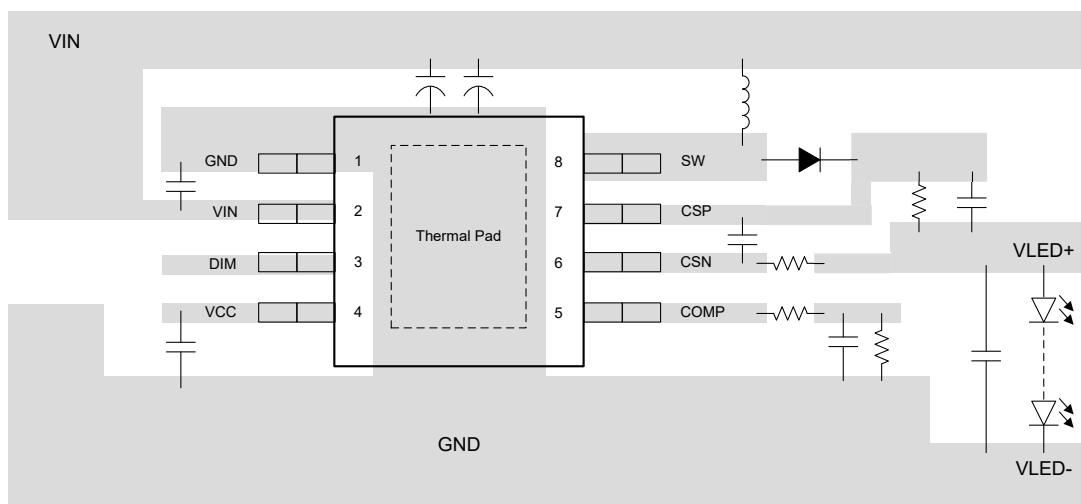 VIN
GND 1 8 SW
VIN 2 7 CSP
Thermal Pad
DIM 3 6 CSN
VLED+
VCC 4 5 COMP
GND
VLED-